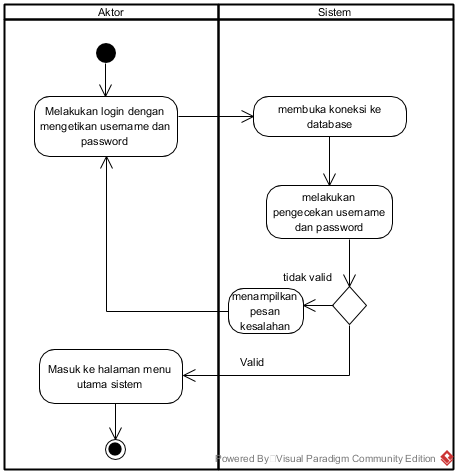 Aktor
Sistem
Melakukan login dengan
mengetikan username dan
password
membuka koneksi ke
database
melakukan
pengecekan username
dan password
tidak valid
menampilkan
pesan
kesalahan
Valid
Masuk ke halaman menu
utama sistem
Powered By Visual Paradigm Community Edition